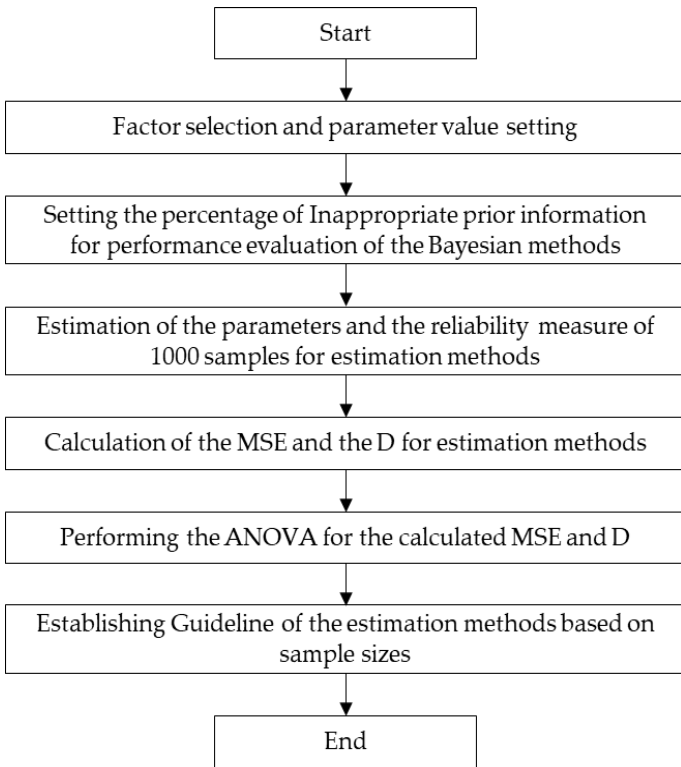 Start
Factor selection and parameter value setting
Setting the percentage of Inappropriate prior information
for performance evaluation of the Bayesian methods
Estimation of the parameters and the reliability measure of
1000 samples for estimation methods
Calculation of the MSE and the D for estimation methods
Performing the ANOVA for the calculated MSE and D
Establishing Guideline of the estimation methods based on
sample sizes
End